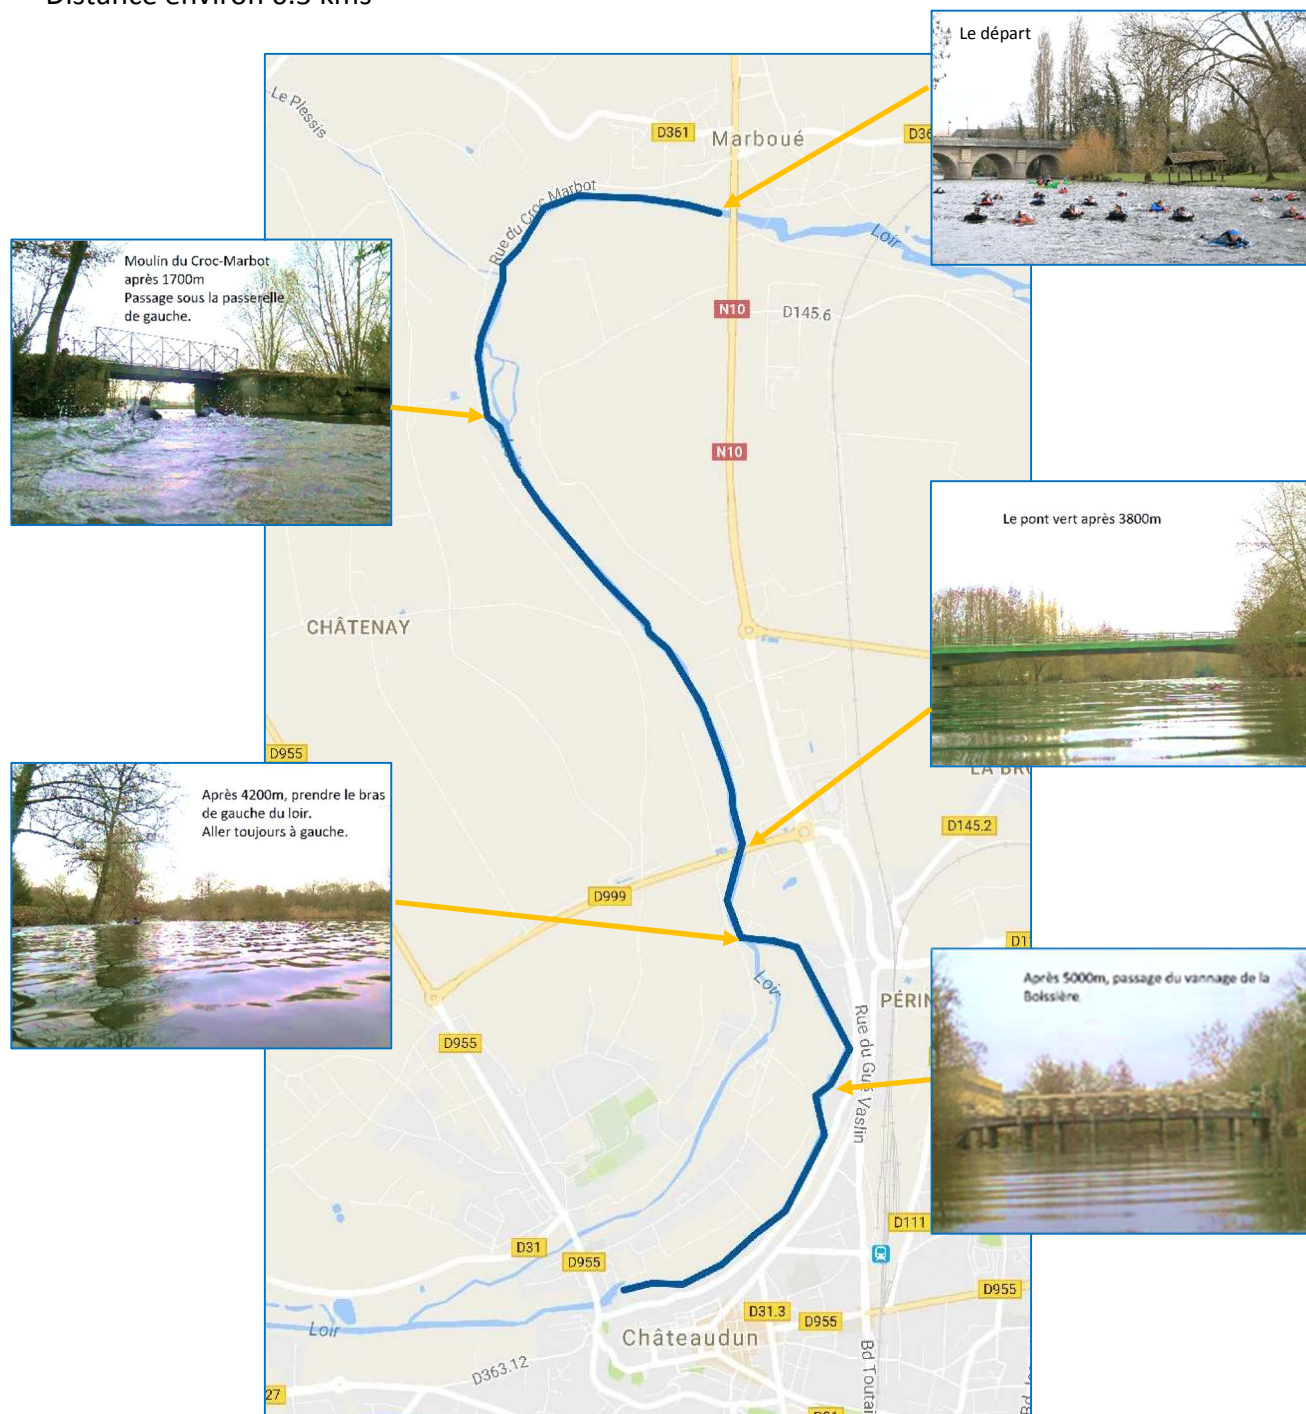 Le départ
Le Plessis
D361
Marboué
Rue du Croc Marbot
Loir
Moulin du Croc-Marbot
après 1700m
Passage sous la passerelle
de gauche.
N10
D145.6
N10
Le pont vert après 3800m
CHÂTENAY
D955
Après 4200m, prendre le bras
de gauche du loir.
Aller toujours à gauche.
D145.2
D999
Loir
Après 5000m, passage du vannage de la
Boissière
Rue du Gué Vaslin
D955
D111
D31
D955
D955
D31.3
D955
Loir
Châteaudun
D363.12
27